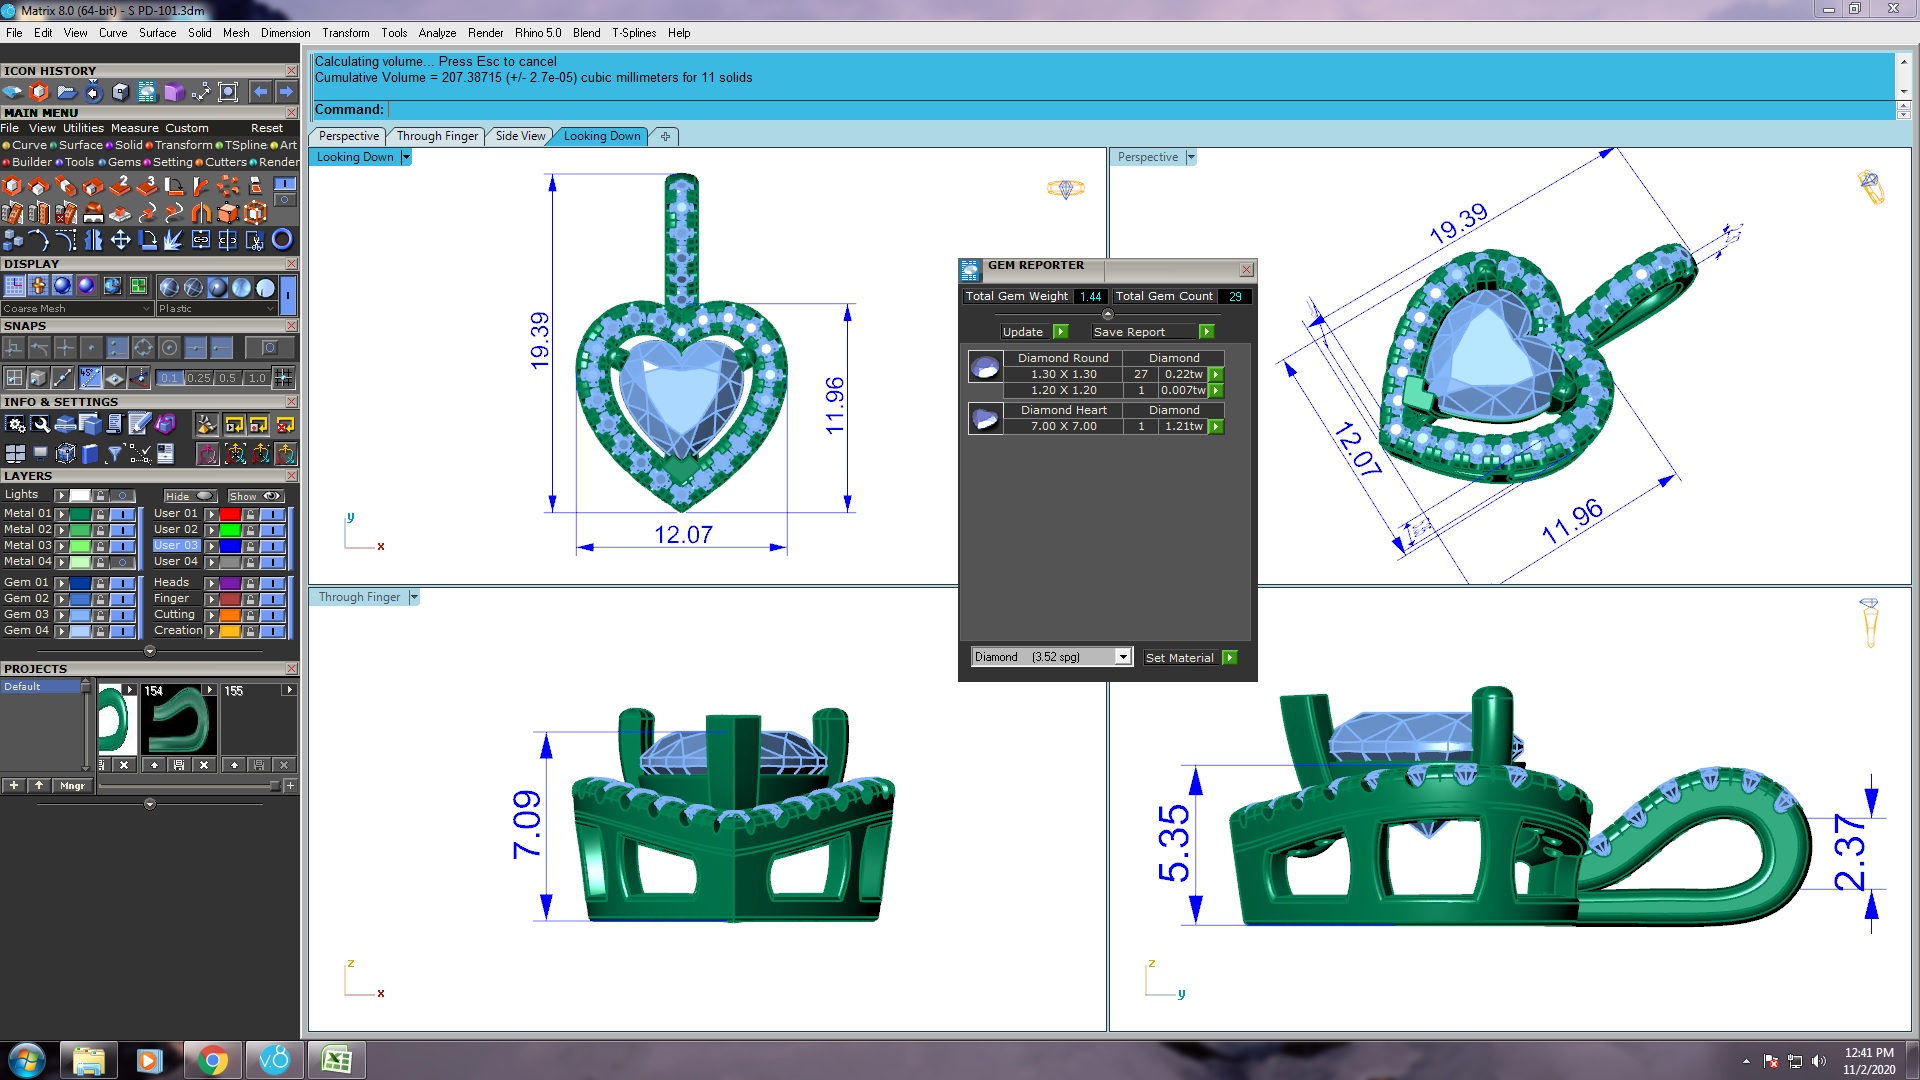 Matrix 8.0 (64-bit) - S PD-101.3dm
File Edit View Curve Surface Solid Mesh Dimension Transform Tools Analyze Render Rhino 5.0 Blend T-Splines Help
ICON HISTORY
MAIN MENU
File View Utilities Measure Custom Reset
Curve Surface Solid Transform TSpline Art
Builder Tools Gems Setting Cutters Render
DISPLAY
Coarse Mesh Plastic
SNAPS
45°
0.1 0.25 0.5 1.0
INFO & SETTINGS
LAYERS
Lights Hide Show
Metal 01 User 01
Metal 02 User 02
Metal 03 User 03
Metal 04 User 04
Gem 01 Heads
Gem 02 Finger
Gem 03 Cutting
Gem 04 Creation
PROJECTS
Default
154 155
Mngr
Calculating volume... Press Esc to cancel
Cumulative Volume = 207.38715 (+/- 2.7e-05) cubic millimeters for 11 solids
Command:
Perspective Through Finger Side View Looking Down
Looking Down
19.39
11.96
12.07
y
x
Perspective
19.39
12.07
11.96
GEM REPORTER
Total Gem Weight 1.44 Total Gem Count 29
Update Save Report
Diamond Round Diamond
1.30 X 1.30 27 0.22tw
1.20 X 1.20 1 0.007tw
Diamond Heart Diamond
7.00 X 7.00 1 1.21tw
Diamond (3.52 spg) Set Material
Through Finger
7.09
z
x
5.35
2.37
z
y
v8
12:41 PM
11/2/2020